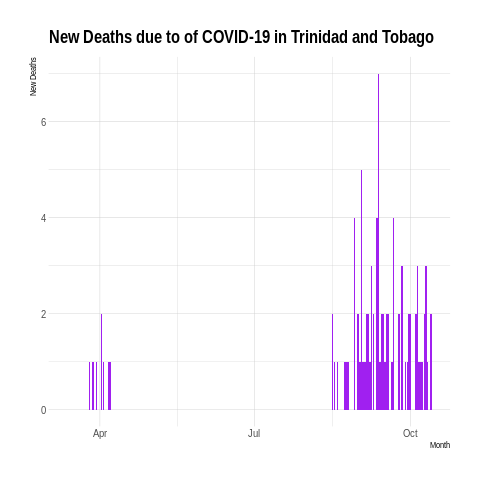 New Deaths due to of COVID-19 in Trinidad and Tobago
New Deaths
6
4
2
0
Apr
Jul
Oct
Month